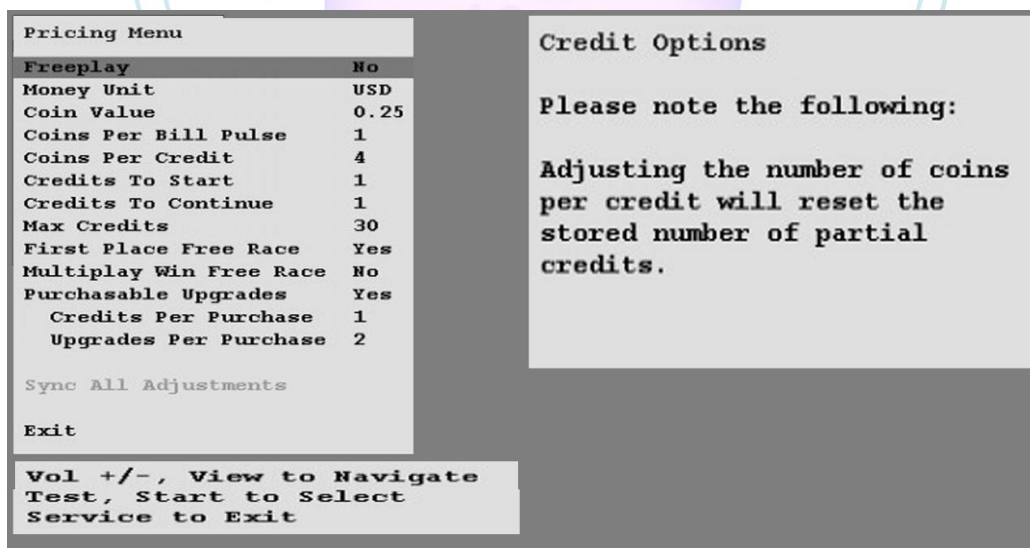 Pricing Menu
Freeplay No
Money Unit USD
Coin Value 0.25
Coins Per Bill Pulse 1
Coins Per Credit 4
Credits To Start 1
Credits To Continue 1
Max Credits 30
First Place Free Race Yes
Multiplay Win Free Race No
Purchasable Upgrades Yes
Credits Per Purchase 1
Upgrades Per Purchase 2
Sync All Adjustments
Exit
Vol +/-, View to Navigate
Test, Start to Select
Service to Exit
Credit Options
Please note the following:
Adjusting the number of coins
per credit will reset the
stored number of partial
credits.